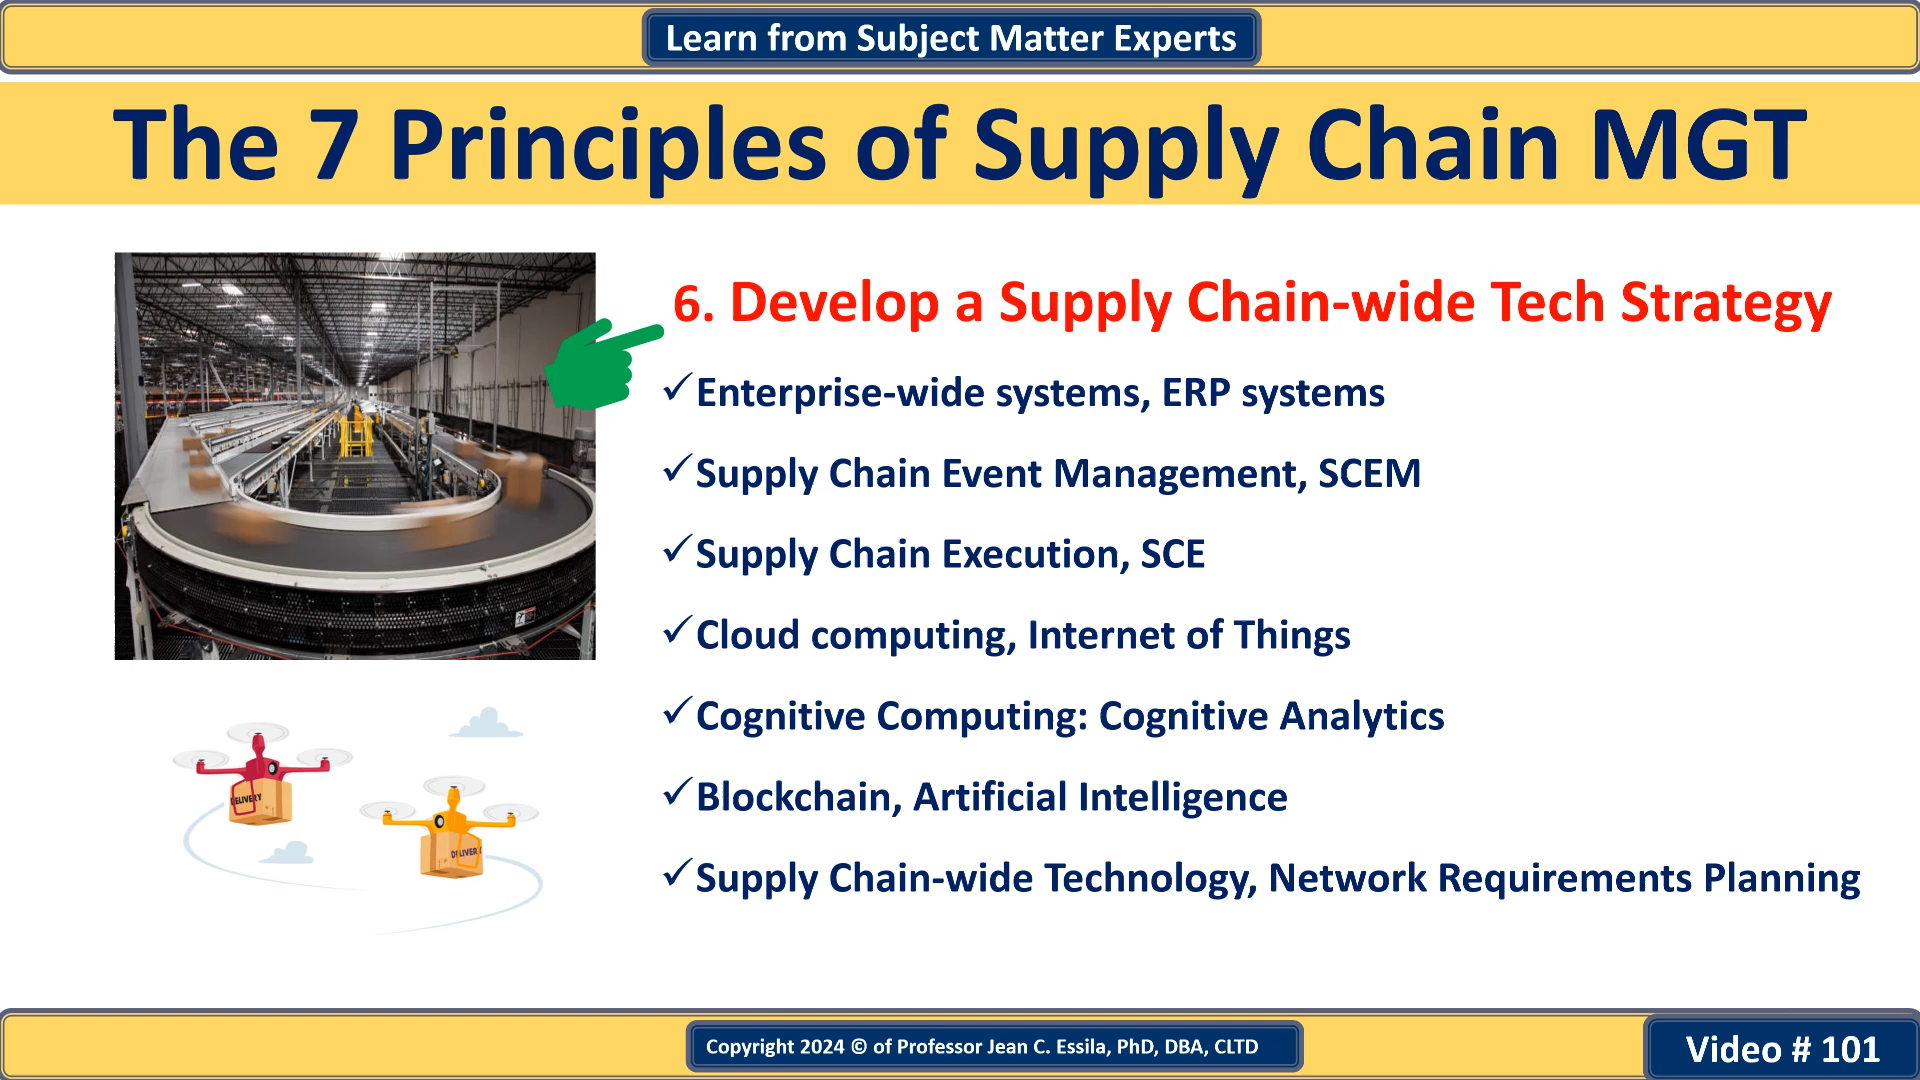 Learn from Subject Matter Experts
The 7 Principles of Supply Chain MGT
6. Develop a Supply Chain-wide Tech Strategy
✓Enterprise-wide systems, ERP systems
✓Supply Chain Event Management, SCEM
✓Supply Chain Execution, SCE
✓Cloud computing, Internet of Things
✓Cognitive Computing: Cognitive Analytics
✓Blockchain, Artificial Intelligence
✓Supply Chain-wide Technology, Network Requirements Planning
DELIVERY
DELIVER
Copyright 2024 © of Professor Jean C. Essila, PhD, DBA, CLTD
Video # 101